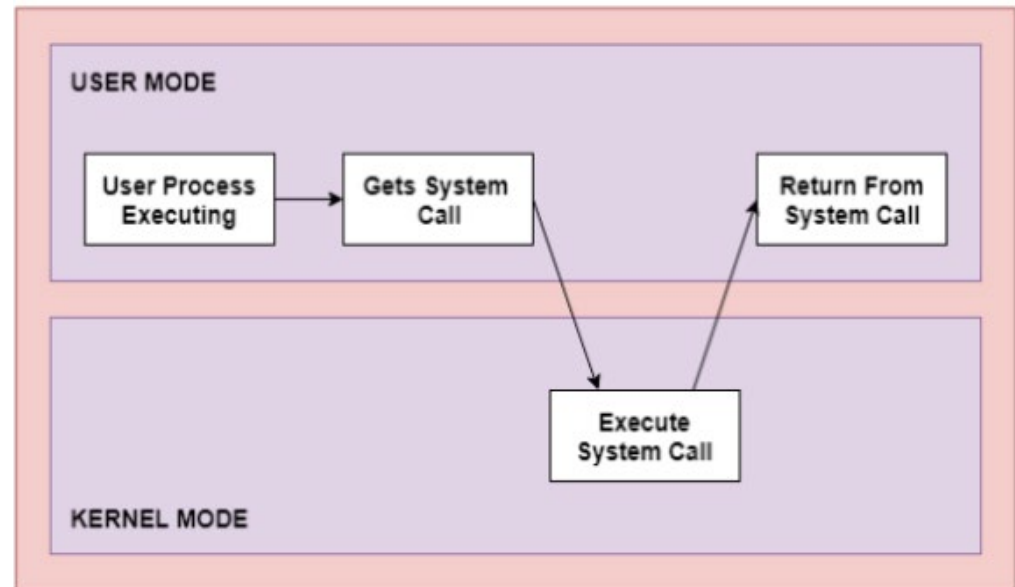 USER MODE
User Process
Executing
Gets System
Call
Return From
System Call
Execute
System Call
KERNEL MODE